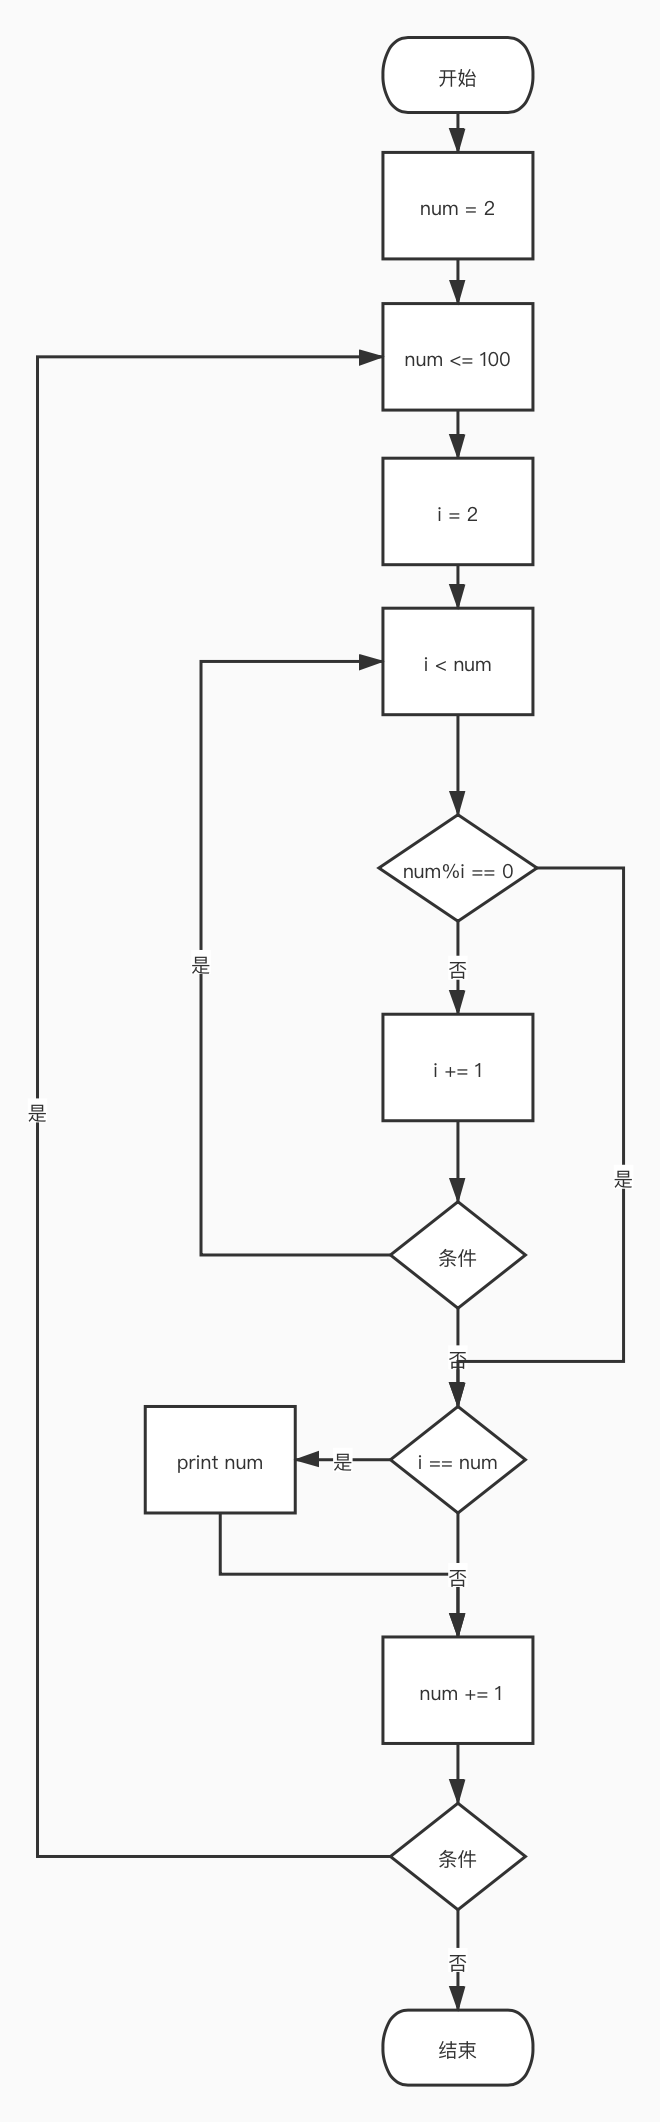 开始
num = 2
num <= 100
i = 2
i < num
num%i == 0
是
否
i += 1
是
是
条件
否
print num
是
i == num
否
num += 1
条件
否
结束